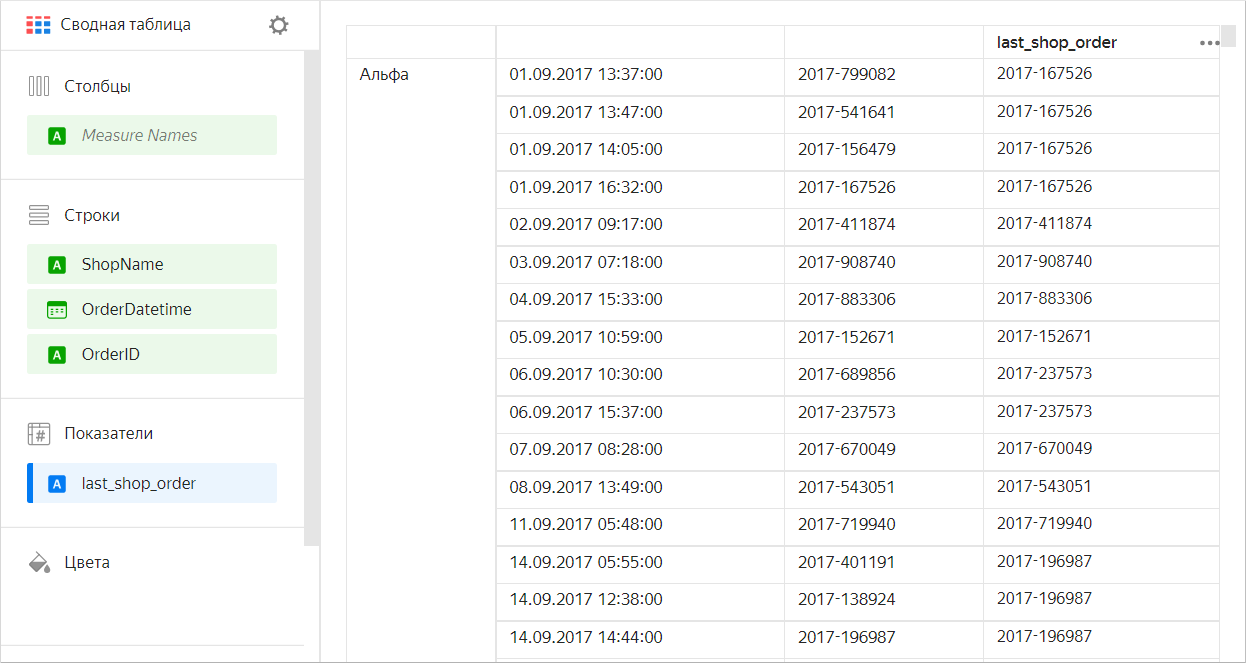 Сводная таблица
Столбцы
A Measure Names
Строки
A ShopName
OrderDatetime
A OrderID
# Показатели
A last_shop_order
Цвета
last_shop_order
Альфа 01.09.2017 13:37:00 2017-799082 2017-167526
01.09.2017 13:47:00 2017-541641 2017-167526
01.09.2017 14:05:00 2017-156479 2017-167526
01.09.2017 16:32:00 2017-167526 2017-167526
02.09.2017 09:17:00 2017-411874 2017-411874
03.09.2017 07:18:00 2017-908740 2017-908740
04.09.2017 15:33:00 2017-883306 2017-883306
05.09.2017 10:59:00 2017-152671 2017-152671
06.09.2017 10:30:00 2017-689856 2017-237573
06.09.2017 15:37:00 2017-237573 2017-237573
07.09.2017 08:28:00 2017-670049 2017-670049
08.09.2017 13:49:00 2017-543051 2017-543051
11.09.2017 05:48:00 2017-719940 2017-719940
14.09.2017 05:55:00 2017-401191 2017-196987
14.09.2017 12:38:00 2017-138924 2017-196987
14.09.2017 14:44:00 2017-196987 2017-196987